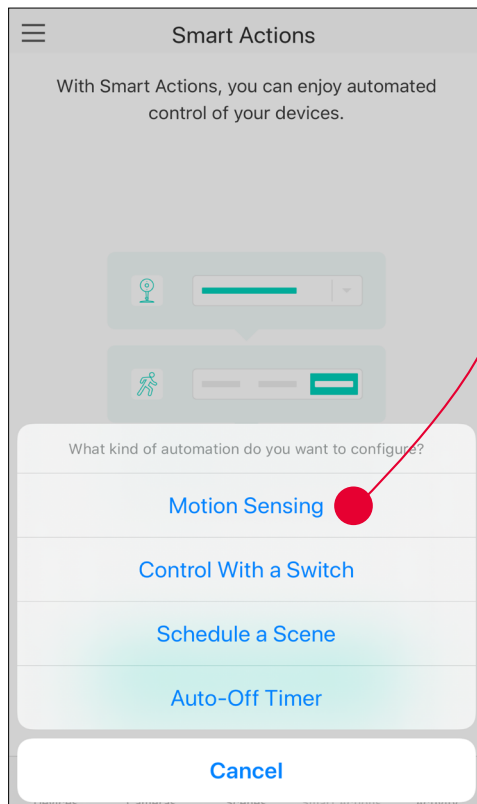 Smart Actions
With Smart Actions, you can enjoy automated
control of your devices.
What kind of automation do you want to configure?
Motion Sensing
Control With a Switch
Schedule a Scene
Auto-Off Timer
Cancel